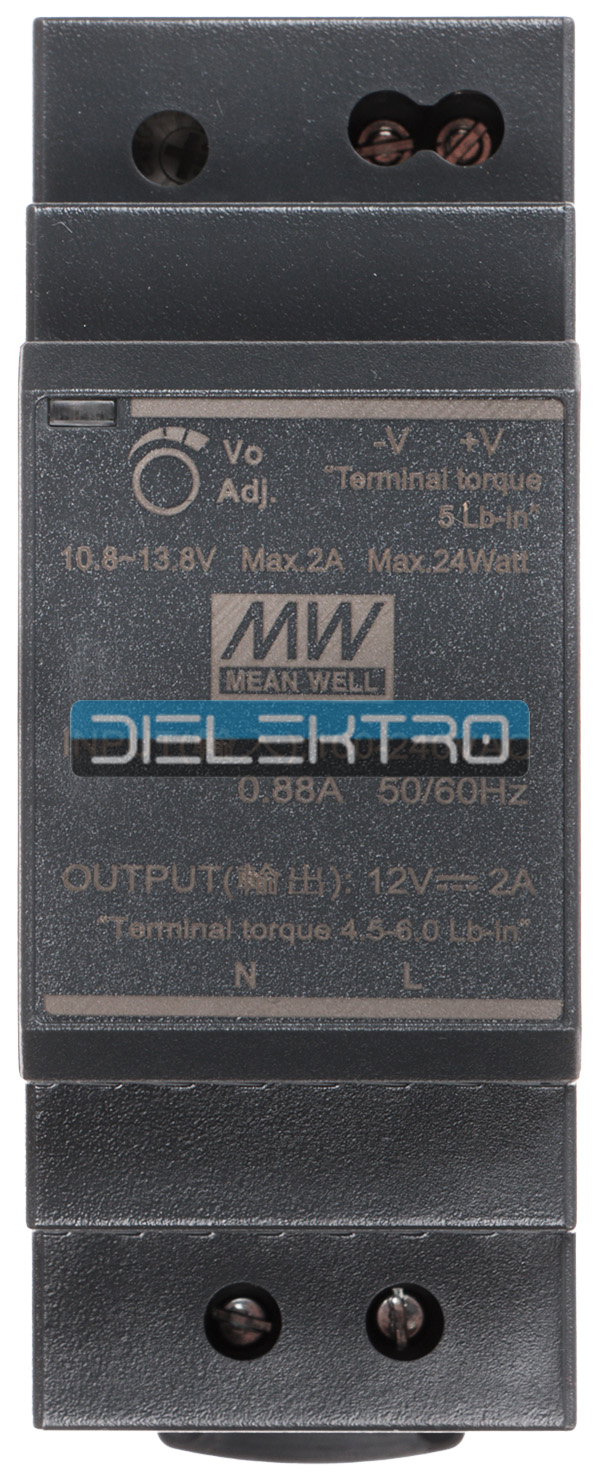 -V +V
Vo
Adj.
"Terminal torque
5 Lb-in"
10.8~13.8V Max.2A Max.24Watt
MW
MEAN WELL
DIELEKTRO
0.88A 50/60Hz
OUTPUT(輸出): 12V⎓2A
"Terminal torque 4.5-6.0 Lb-in"
N L